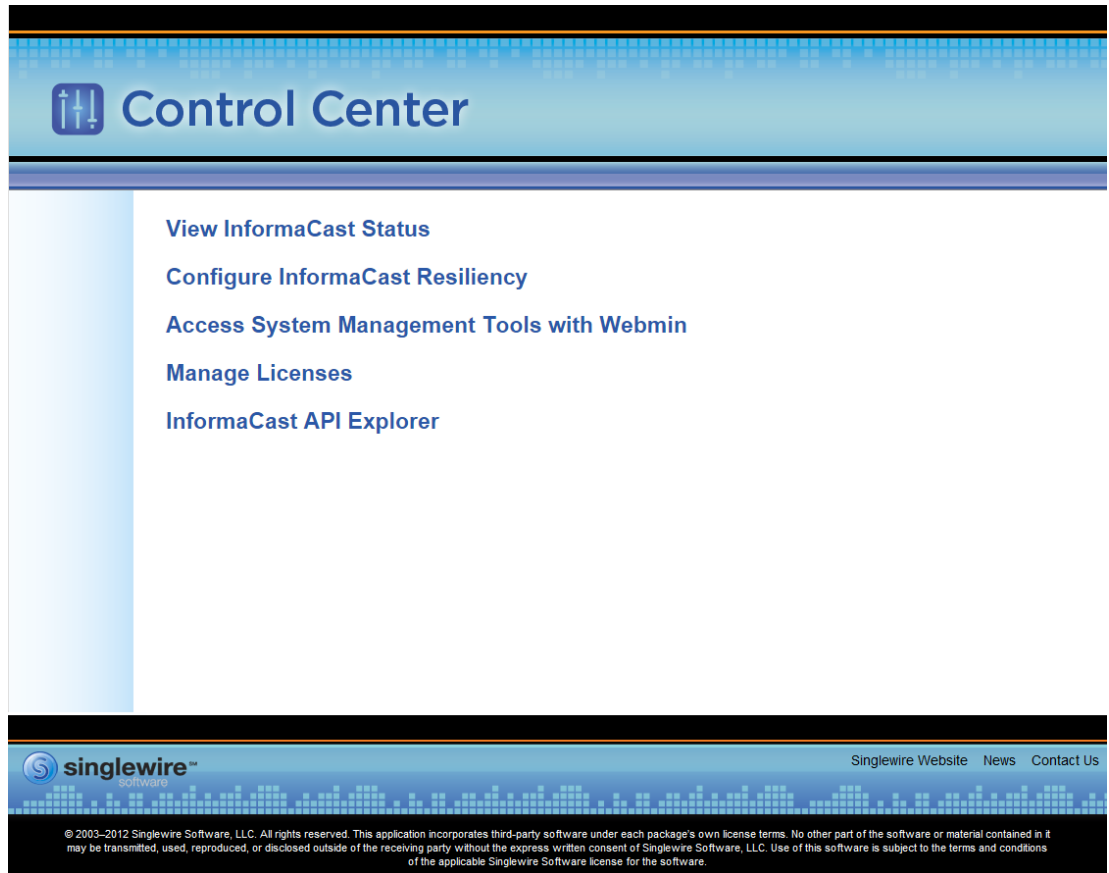 Control Center
View InformaCast Status
Configure InformaCast Resiliency
Access System Management Tools with Webmin
Manage Licenses
InformaCast API Explorer
S singlewire™
software
Singlewire Website News Contact Us
© 2003–2012 Singlewire Software, LLC. All rights reserved. This application incorporates third-party software under each package's own license terms. No other part of the software or material contained in it
may be transmitted, used, reproduced, or disclosed outside of the receiving party without the express written consent of Singlewire Software, LLC. Use of this software is subject to the terms and conditions
of the applicable Singlewire Software license for the software.